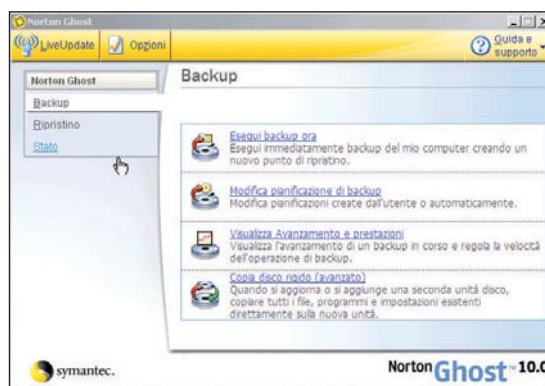 Norton Ghost
LiveUpdate
Opzioni
Guida e
supporto
Norton Ghost
Backup
Ripristino
Stato
Backup
Esegui backup ora
Esegui immediatamente backup del mio computer creando un
nuovo punto di ripristino.
Modifica pianificazione di backup
Modifica pianificazioni create dall'utente o automaticamente.
Visualizza Avanzamento e prestazioni
Visualizza l'avanzamento di un backup in corso e regola la velocità
dell'operazione di backup.
Copia disco rigido (avanzato)
Quando si aggiorna o si aggiunge una seconda unità disco,
copiare tutti i file, programmi e impostazioni esistenti
direttamente sulla nuova unità.
symantec.
Norton Ghost™ 10.0